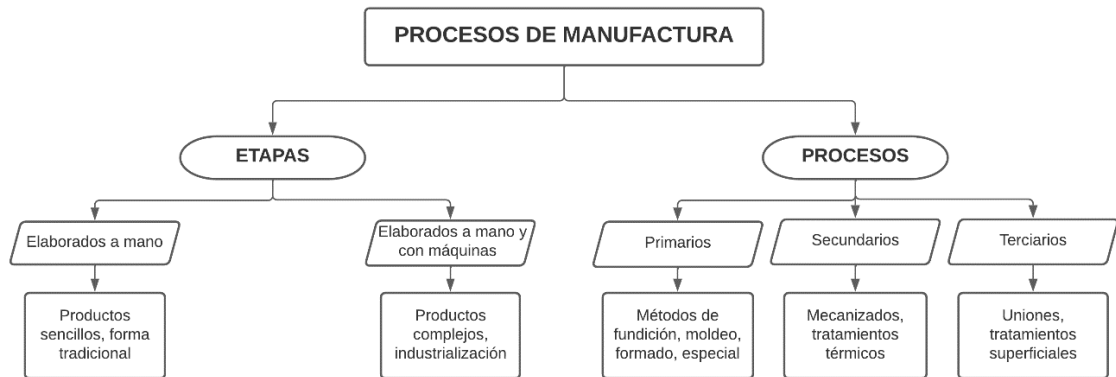 PROCESOS DE MANUFACTURA
ETAPAS
PROCESOS
Elaborados a mano
Elaborados a mano y
con máquinas
Primarios
Secundarios
Terciarios
Productos
sencillos, forma
tradicional
Productos
complejos,
industrialización
Métodos de
fundición, moldeo,
formado, especial
Mecanizados,
tratamientos
térmicos
Uniones,
tratamientos
superficiales